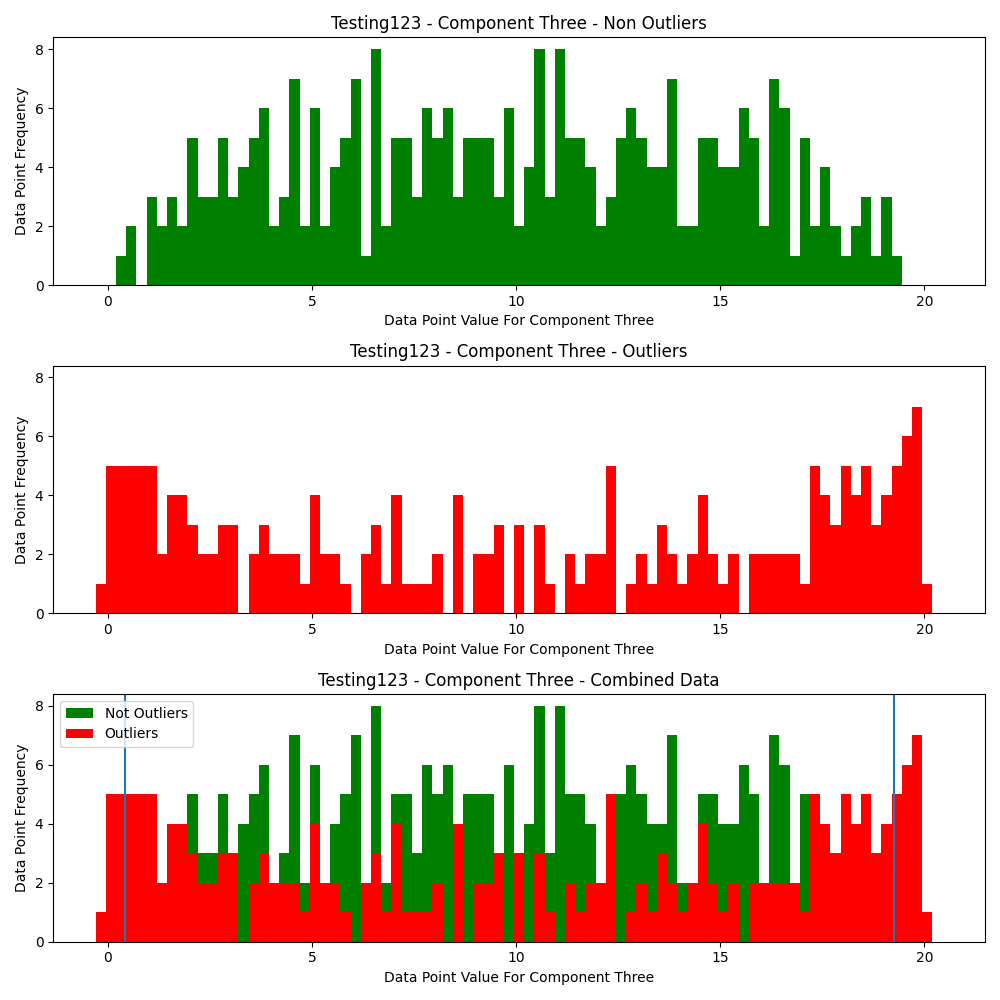 Testing123 - Component Three - Non Outliers
8
6
4
2
0
Data Point Frequency
0 5 10 15 20
Data Point Value For Component Three
Testing123 - Component Three - Outliers
8
6
4
2
0
Data Point Frequency
0 5 10 15 20
Data Point Value For Component Three
Testing123 - Component Three - Combined Data
Not Outliers
Outliers
8
6
4
2
0
Data Point Frequency
0 5 10 15 20
Data Point Value For Component Three